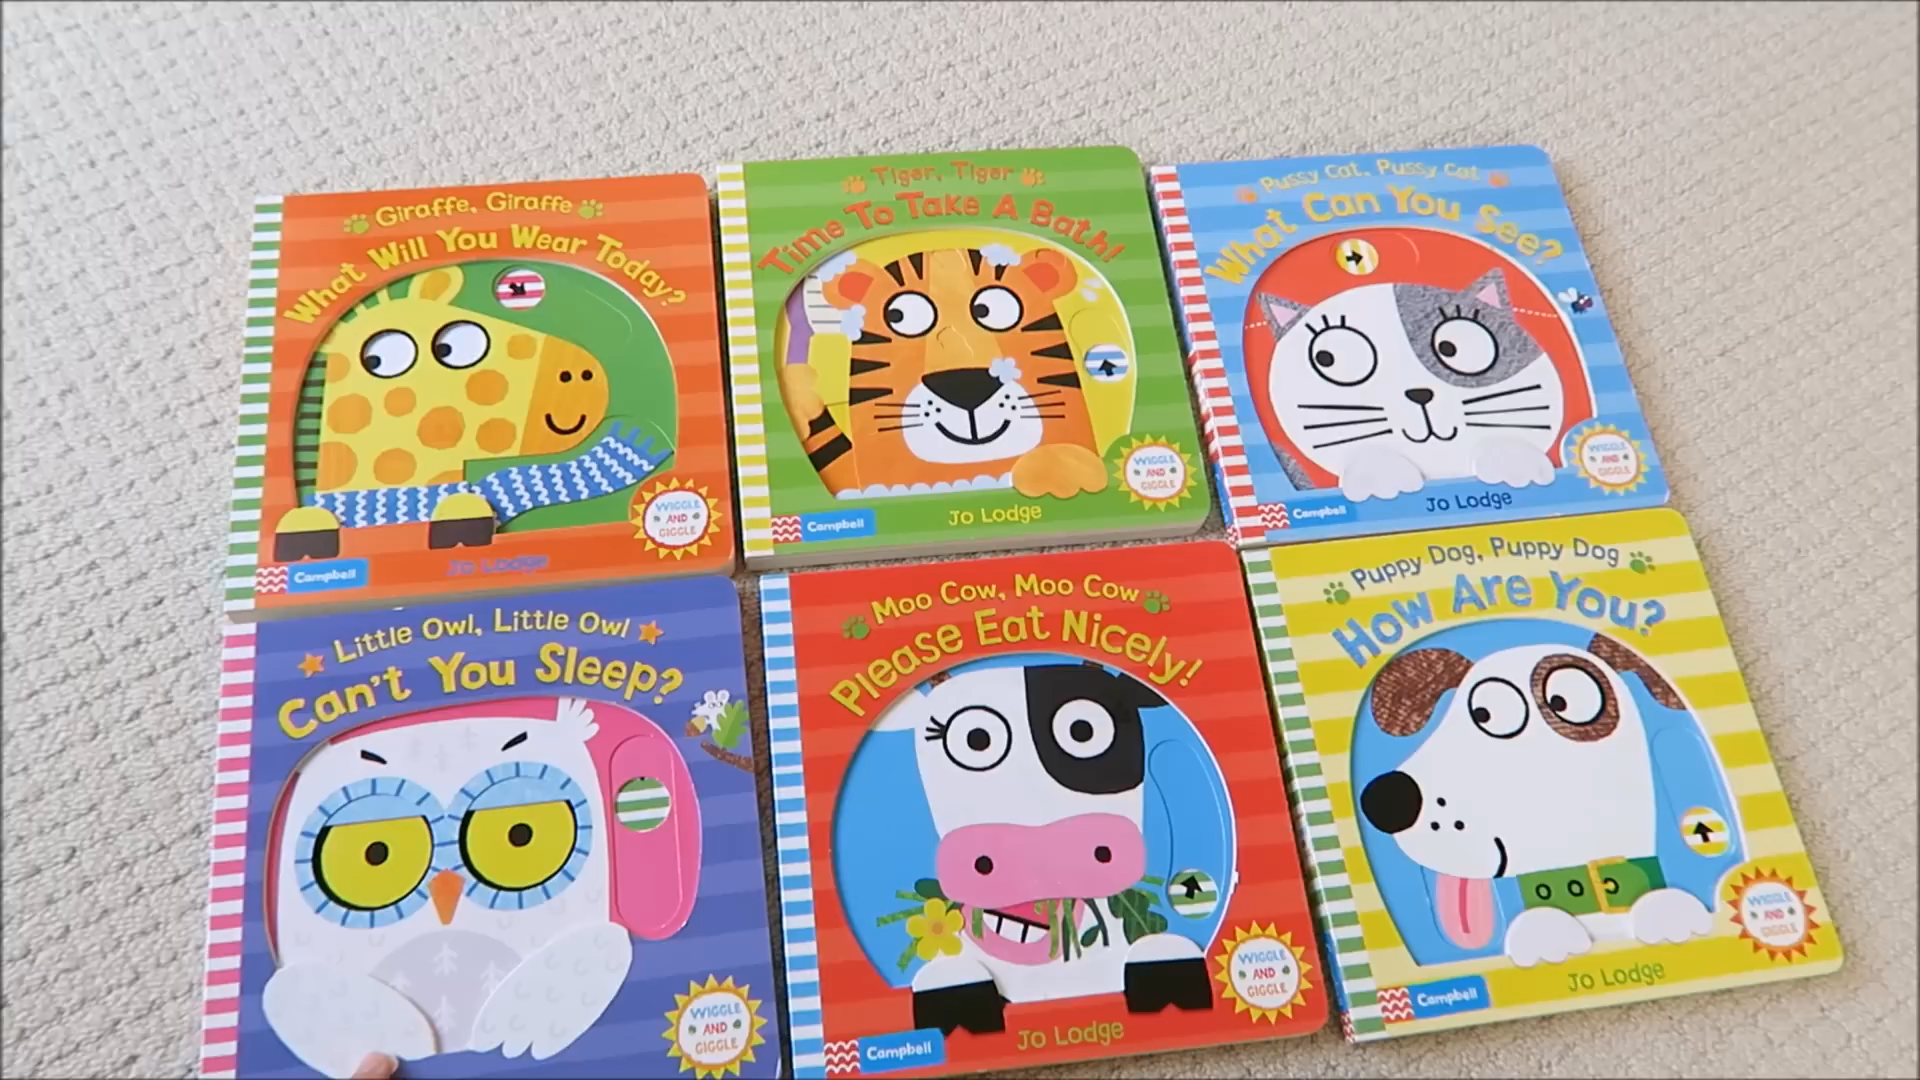 Giraffe, Giraffe
What Will You Wear Today?
WIGGLE
AND
GIGGLE
Campbell
Jo Lodge
Tiger, Tiger
Time To Take A Bath!
WIGGLE
AND
GIGGLE
Campbell
Jo Lodge
Pussy Cat, Pussy Cat
What Can You See?
WIGGLE
AND
GIGGLE
Campbell
Jo Lodge
Little Owl, Little Owl
Can't You Sleep?
WIGGLE
AND
GIGGLE
Moo Cow, Moo Cow
Please Eat Nicely!
WIGGLE
AND
GIGGLE
Campbell
Jo Lodge
Puppy Dog, Puppy Dog
How Are You?
WIGGLE
AND
GIGGLE
Campbell
Jo Lodge